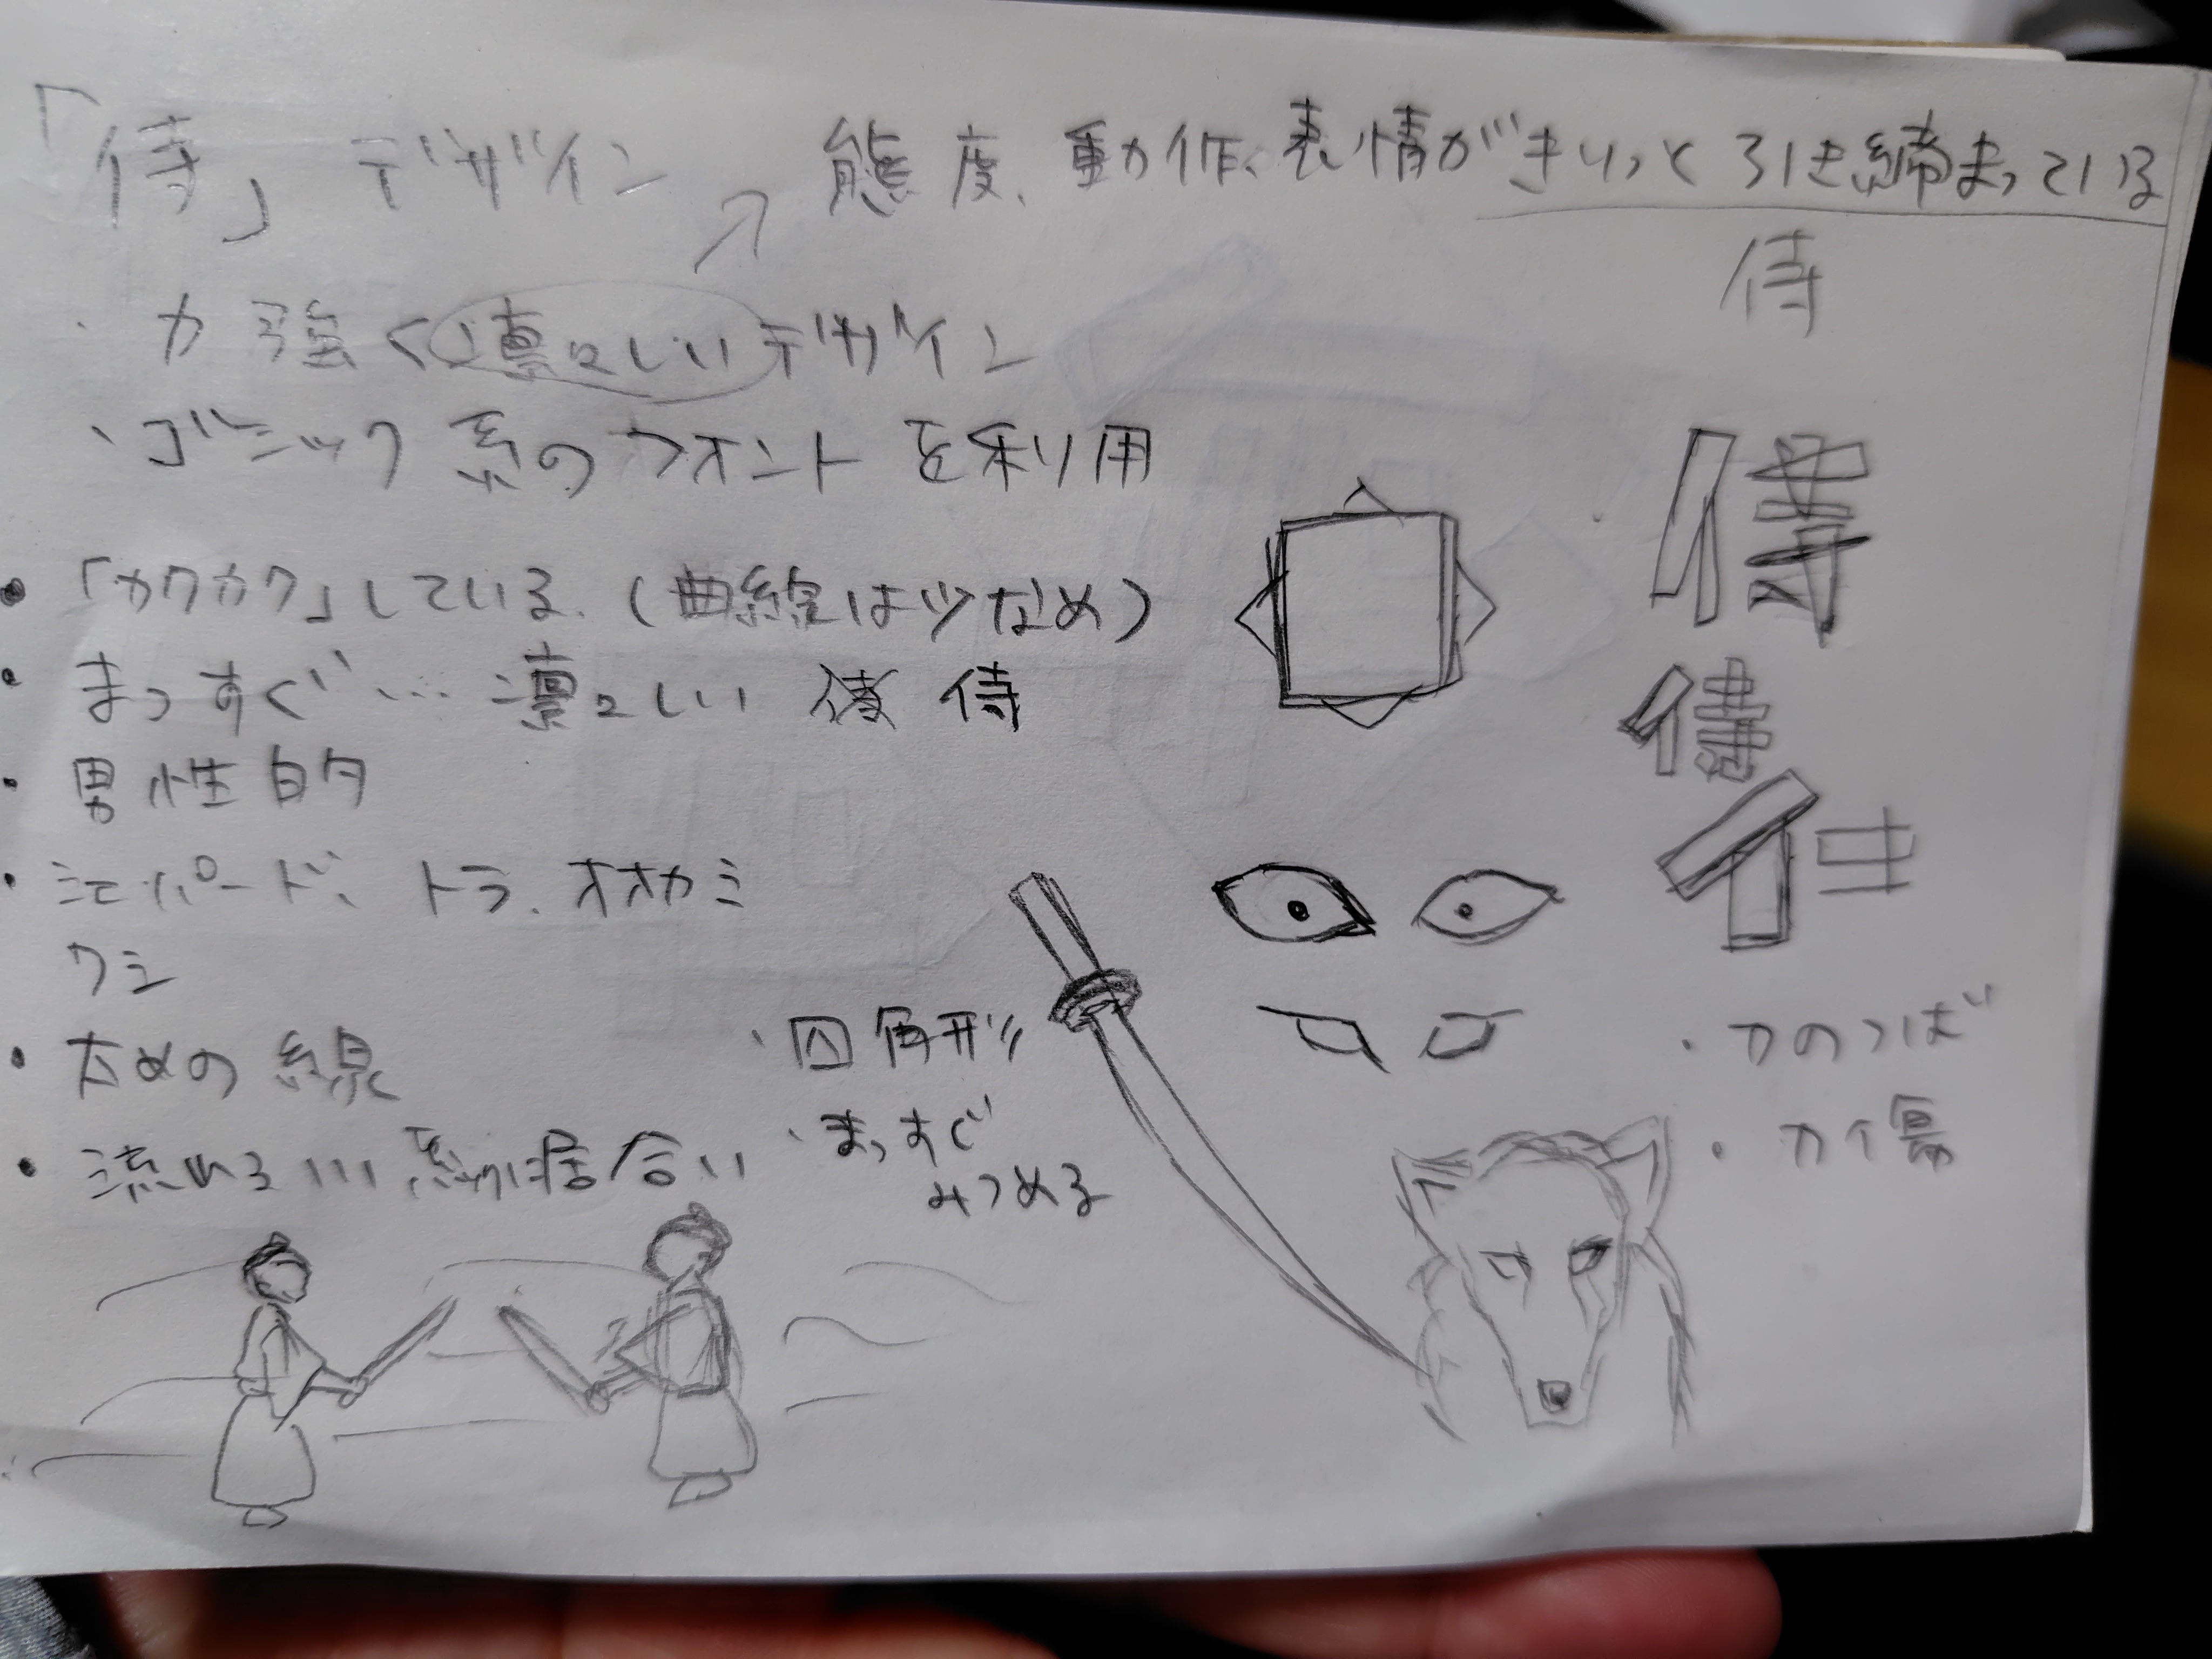 「侍」デザイン
態度、動作、表情がきりっと引き締まっている
侍
・力強く凛々しいデザイン
・ゴシック系のフォントを利用
侍
・「カクカク」している。(曲線は少なめ)
・まっすぐ…凛々しい 侍
侍
・男性的
イ
・シェパード、トラ、オオカミ
ワシ
・太めの線
・四角形
・刀のつば
・まっすぐ
みつめる
・刀傷
・流れる川 居合い